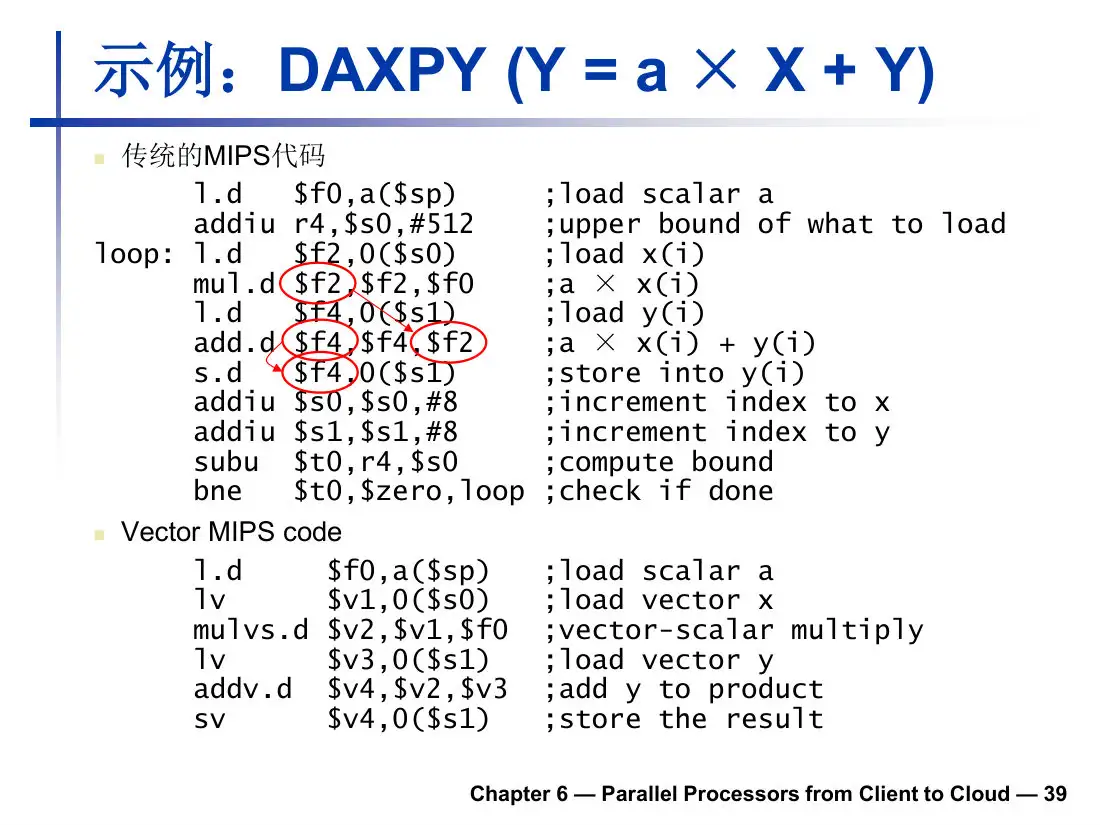 示例：DAXPY (Y = a × X + Y)
传统的MIPS代码
l.d $f0,a($sp) ;load scalar a
addiu r4,$s0,#512 ;upper bound of what to load
loop: l.d $f2,0($s0) ;load x(i)
mul.d $f2,$f2,$f0 ;a × x(i)
l.d $f4,0($s1) ;load y(i)
add.d $f4,$f4,$f2 ;a × x(i) + y(i)
s.d $f4,0($s1) ;store into y(i)
addiu $s0,$s0,#8 ;increment index to x
addiu $s1,$s1,#8 ;increment index to y
subu $t0,r4,$s0 ;compute bound
bne $t0,$zero,loop ;check if done
Vector MIPS code
l.d $f0,a($sp) ;load scalar a
lv $v1,0($s0) ;load vector x
mulvs.d $v2,$v1,$f0 ;vector-scalar multiply
lv $v3,0($s1) ;load vector y
addv.d $v4,$v2,$v3 ;add y to product
sv $v4,0($s1) ;store the result
Chapter 6 — Parallel Processors from Client to Cloud — 39